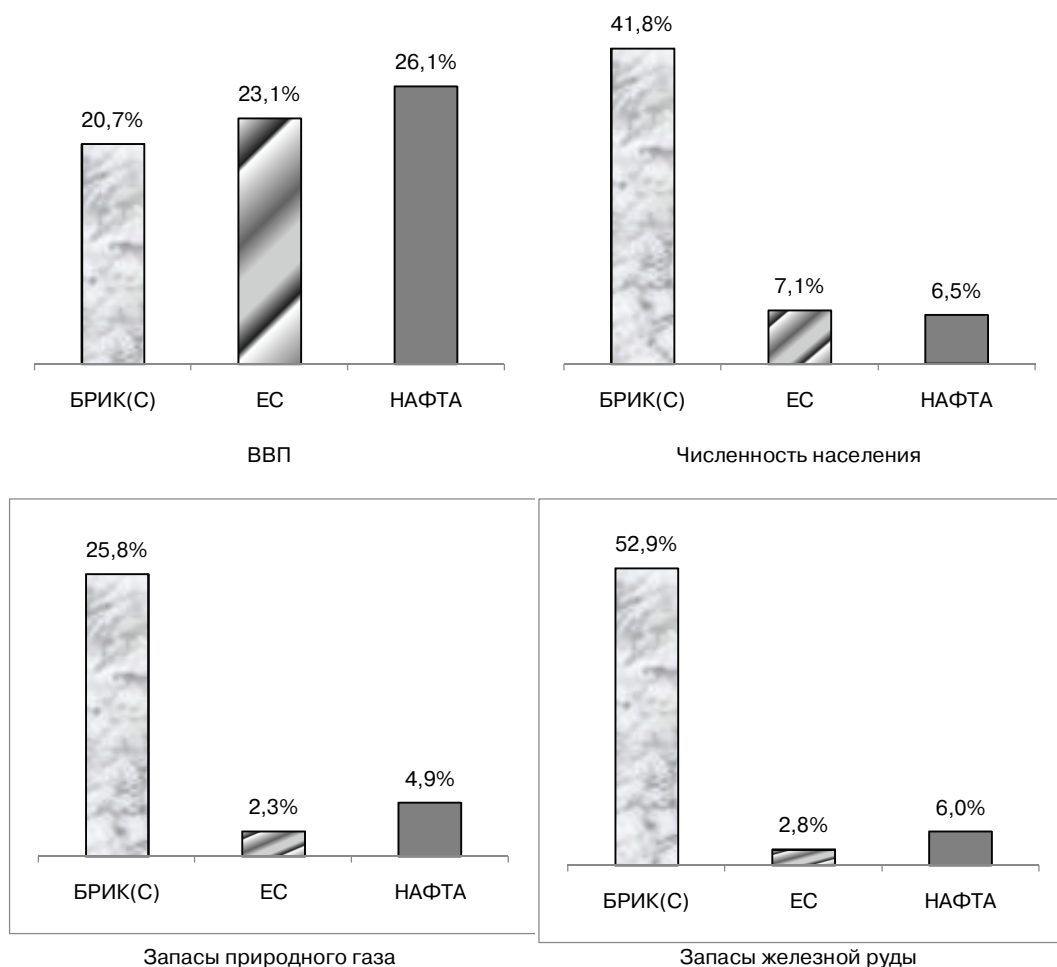 20,7%
23,1%
26,1%
БРИК(С)
ЕС
НАФТА
ВВП
41,8%
7,1%
6,5%
БРИК(С)
ЕС
НАФТА
Численность населения
25,8%
2,3%
4,9%
БРИК(С)
ЕС
НАФТА
Запасы природного газа
52,9%
2,8%
6,0%
БРИК(С)
ЕС
НАФТА
Запасы железной руды